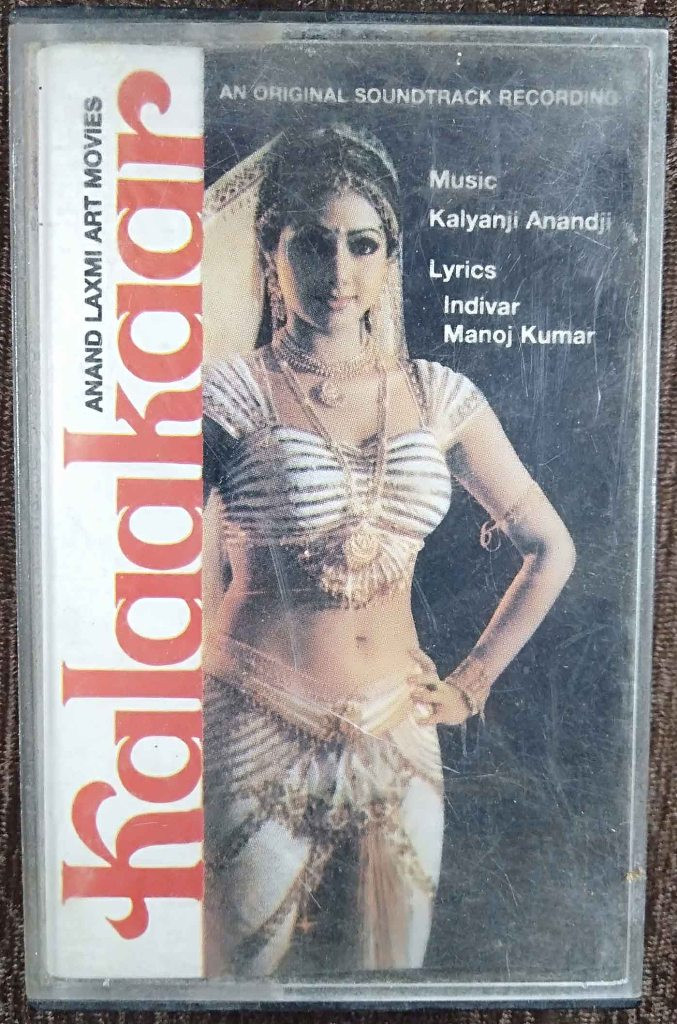 ANAND LAXMI ART MOVIES
Kalaakaar
AN ORIGINAL SOUNDTRACK RECORDING
Music
Kalyanji Anandji
Lyrics
Indivar
Manoj Kumar